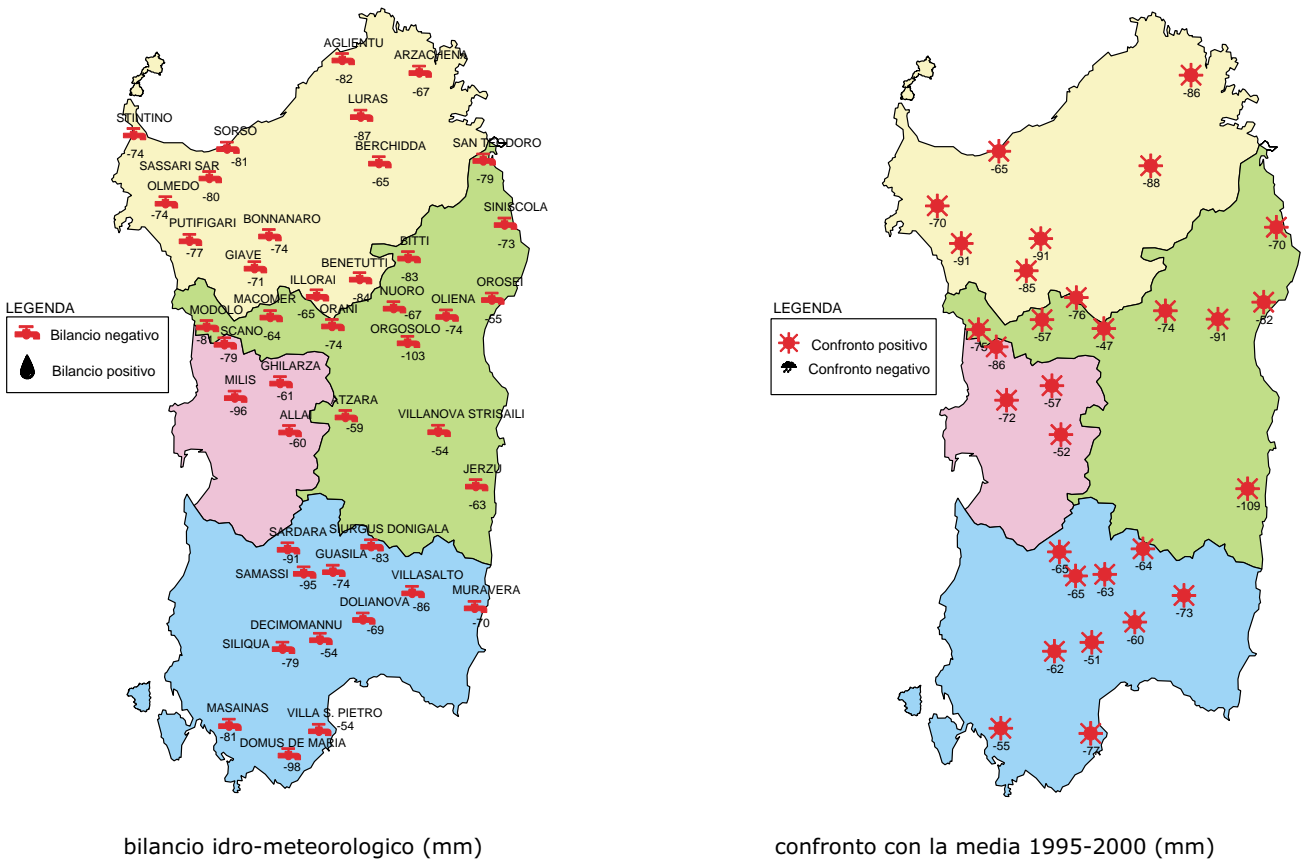 AGLIENTU
-82
ARZACHENA
-67
LURAS
-87
STINTINO
-74
SORSO
-81
BERCHIDDA
-65
SAN TEODORO
-79
SASSARI SAR
-80
OLMEDO
-74
SINISCOLA
-73
PUTIFIGARI
-77
BONNANARO
-74
BITTI
-83
GIAVE
-71
BENETUTTI
-84
ILLORAI
-65
NUORO
-67
OLIENA
-74
OROSEI
-55
MACOMER
-64
ORANI
-74
MODOLO
-81
SCANO
-79
ORGOSOLO
-103
GHILARZA
-61
MILIS
-96
ALLAI
-60
ATZARA
-59
VILLANOVA STRISAILI
-54
JERZU
-63
SARDARA
-91
SIURGUS DONIGALA
-83
GUASILA
-74
SAMASSI
-95
VILLASALTO
-86
MURAVERA
-70
DOLIANOVA
-69
DECIMOMANNU
-54
SILIQUA
-79
MASAINAS
-81
VILLA S. PIETRO
-54
DOMUS DE MARIA
-98
LEGENDA
Bilancio negativo
Bilancio positivo
bilancio idro-meteorologico (mm)
-86
-65
-88
-70
-70
-91
-91
-85
-76
-52
-74
-91
-57
-47
-75
-86
-57
-72
-52
-109
-65
-64
-65
-63
-73
-60
-51
-62
-55
-77
LEGENDA
Confronto positivo
Confronto negativo
confronto con la media 1995-2000 (mm)